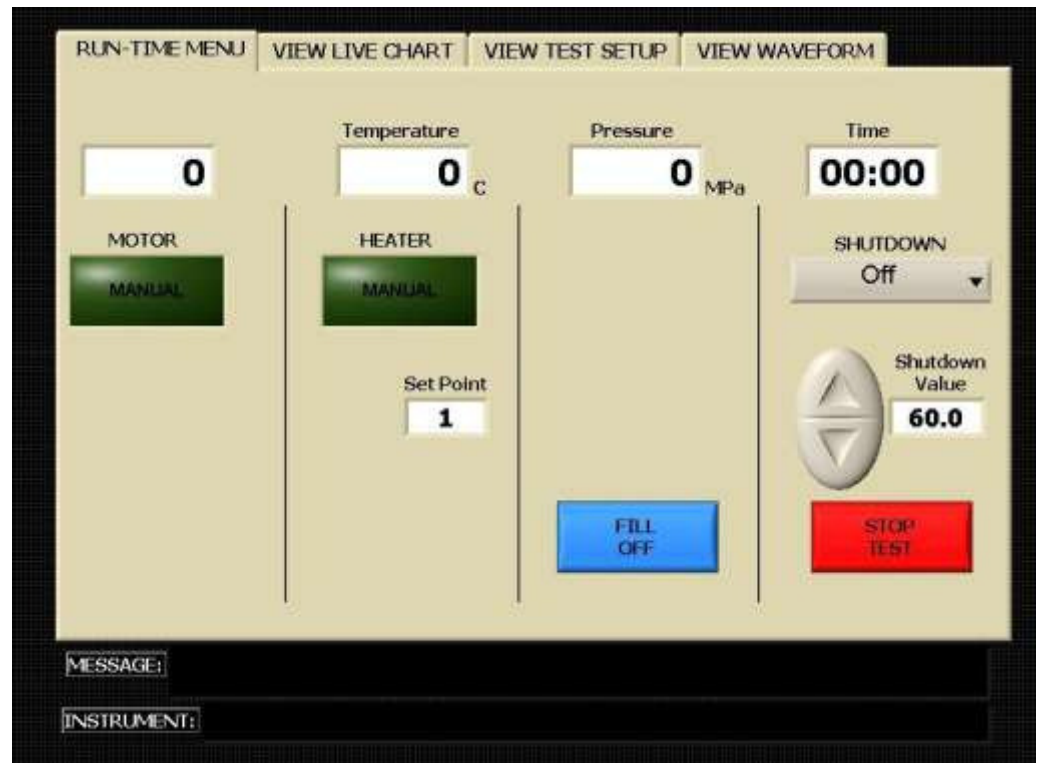 RUN-TIME MENU VIEW LIVE CHART VIEW TEST SETUP VIEW WAVEFORM
Temperature Pressure Time
0 0 C 0 MPa 00:00
MOTOR HEATER SHUTDOWN
MANUAL MANUAL Off
Shutdown
Value
Set Point
1 60.0
FILL STOP
OFF TEST
MESSAGE:
INSTRUMENT: